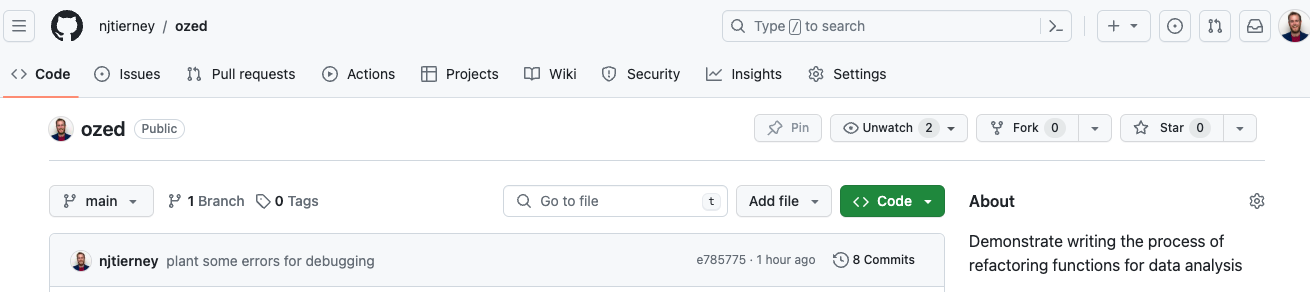 njtierney / ozed
Type / to search
Code Issues Pull requests Actions Projects Wiki Security Insights Settings
ozed Public
Pin Unwatch 2 Fork 0 Star 0
main 1 Branch 0 Tags Go to file t Add file Code
About
njtierney plant some errors for debugging e785775 · 1 hour ago 8 Commits
Demonstrate writing the process of
refactoring functions for data analysis